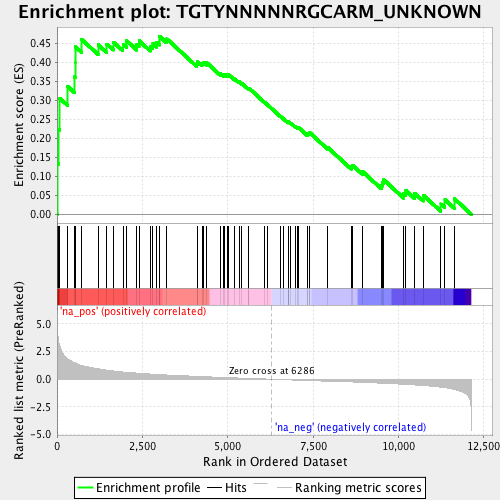 Enrichment plot: TGTYNNNNNRGCARM_UNKNOWN
Enrichment score (ES)
0.45
0.40
0.35
0.30
0.25
0.20
0.15
0.10
0.05
0.00
'na_pos' (positively correlated)
Ranked list metric (PreRanked)
5.0
2.5
0.0
-2.5
-5.0
Zero cross at 6286
'na_neg' (negatively correlated)
0
2,500
5,000
7,500
10,000
12,500
Rank in Ordered Dataset
Enrichment profile
Hits
Ranking metric scores